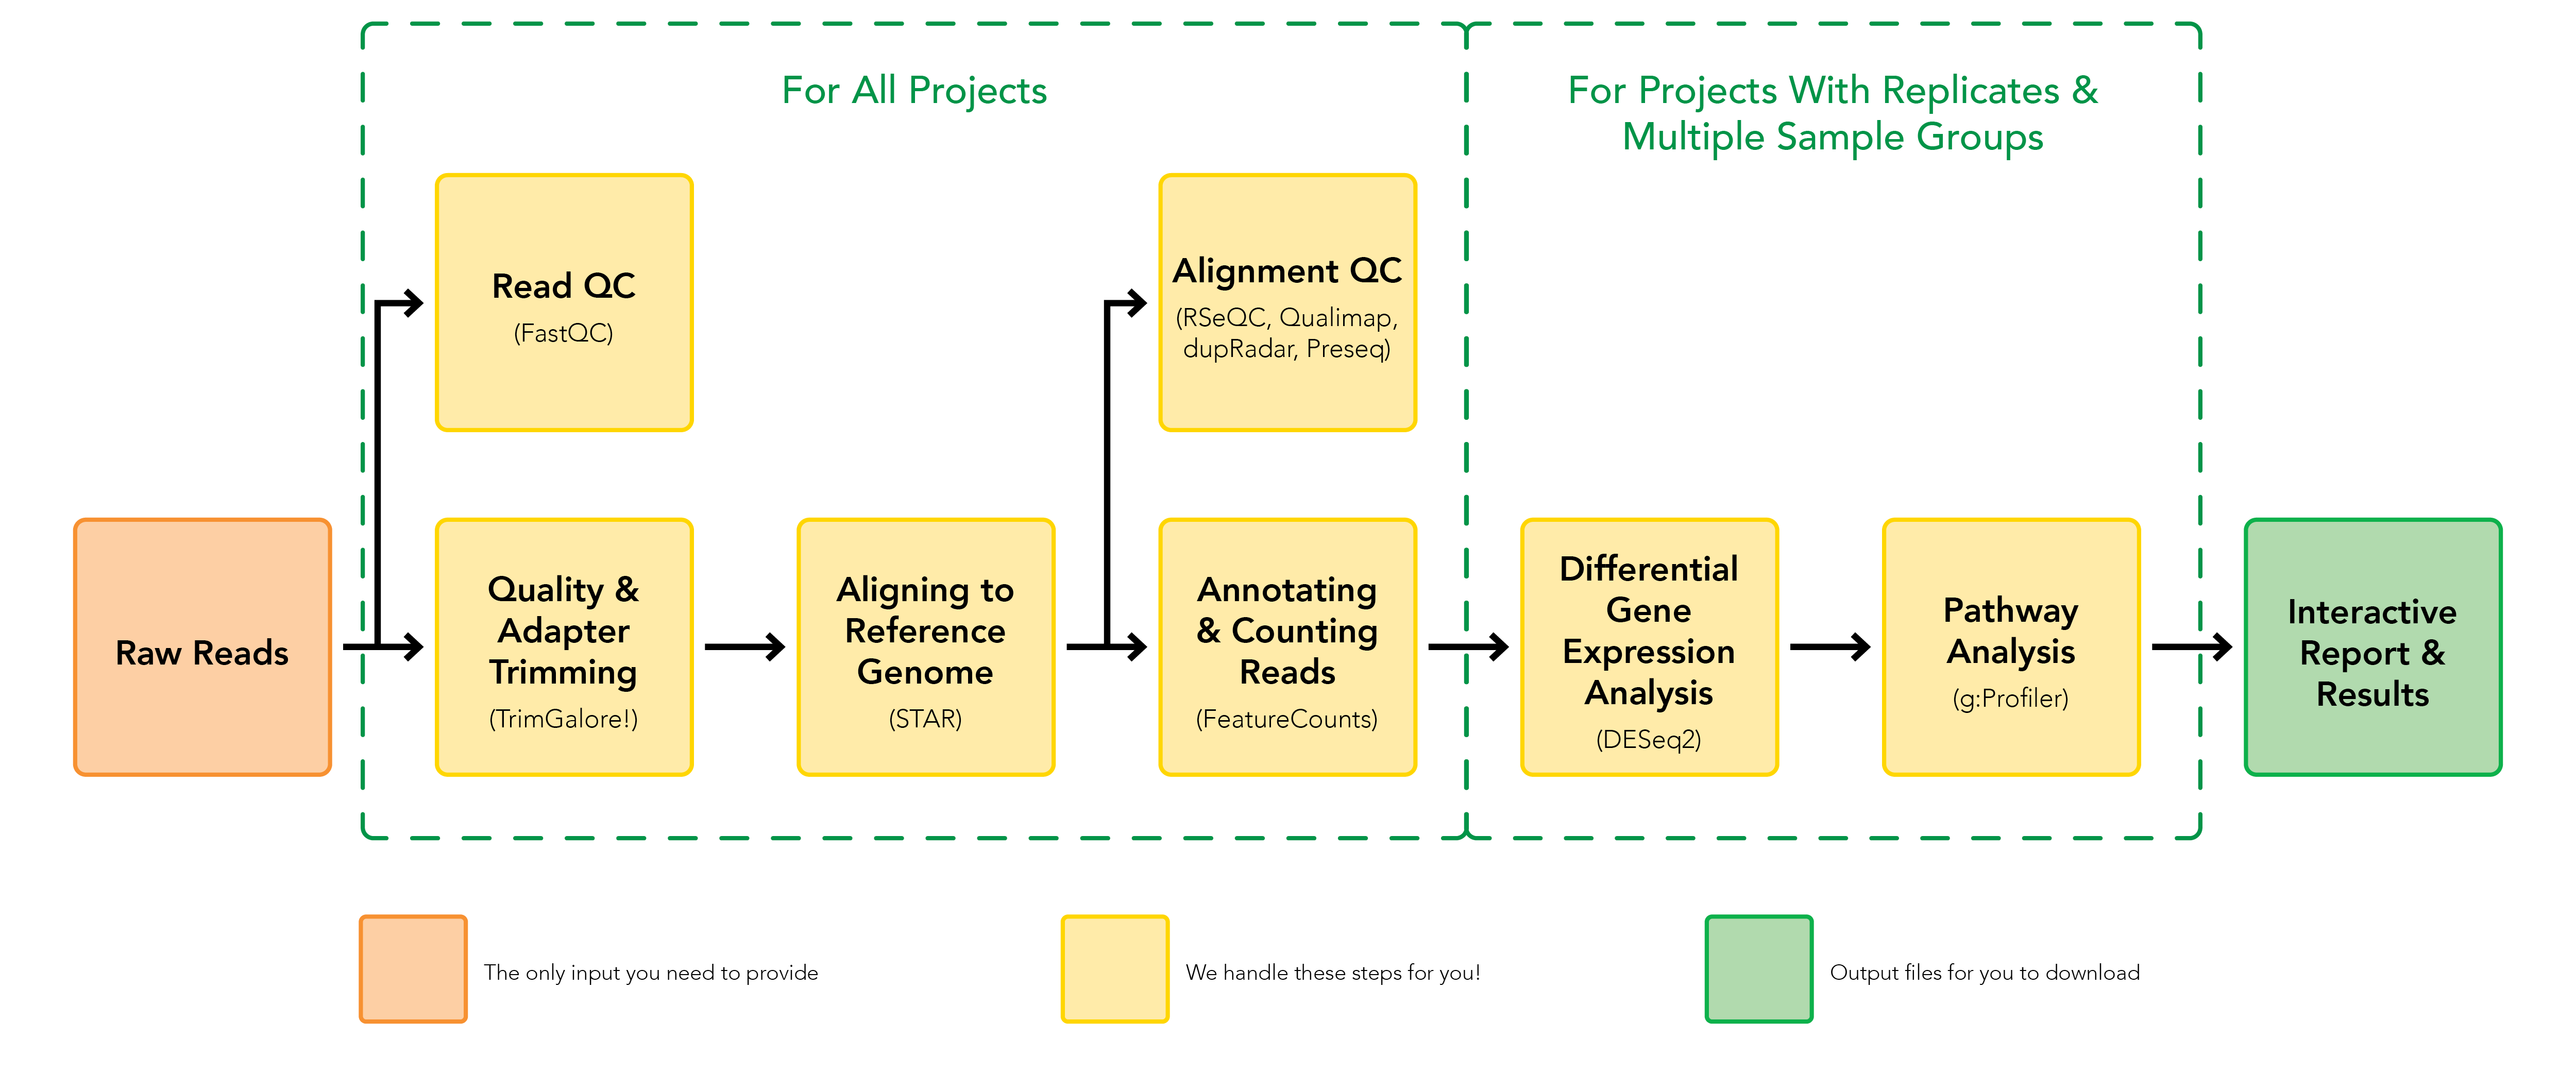 For All Projects
For Projects With Replicates &
Multiple Sample Groups
Read QC
(FastQC)
Alignment QC
(RSeQC, Qualimap,
dupRadar, Preseq)
Raw Reads
Quality &
Adapter
Trimming
(TrimGalore!)
Aligning to
Reference
Genome
(STAR)
Annotating
& Counting
Reads
(FeatureCounts)
Differential
Gene
Expression
Analysis
(DESeq2)
Pathway
Analysis
(g:Profiler)
Interactive
Report &
Results
The only input you need to provide
We handle these steps for you!
Output files for you to download